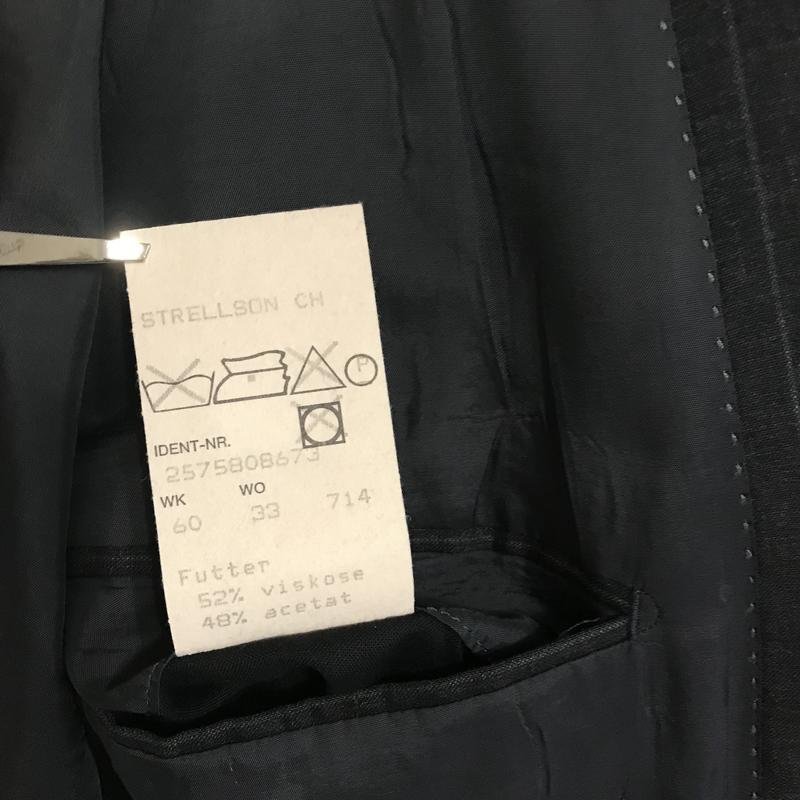 STRELLSON CH
P
IDENT-NR.
2575808673
WK WO 714
60 33
Futter
52% viskose
48% acetat